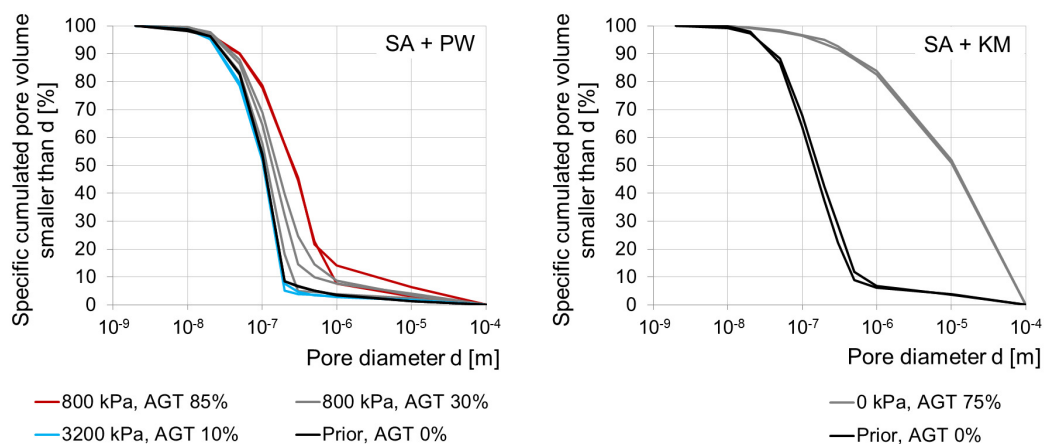 Specific cumulated pore volume
smaller than d [%]
100
90
80
70
60
50
40
30
20
10
0
SA + PW
10-9
10-8
10-7
10-6
10-5
10-4
Pore diameter d [m]
800 kPa, AGT 85%
800 kPa, AGT 30%
3200 kPa, AGT 10%
Prior, AGT 0%
Specific cumulated pore volume
smaller than d [%]
100
90
80
70
60
50
40
30
20
10
0
SA + KM
10-9
10-8
10-7
10-6
10-5
10-4
Pore diameter d [m]
0 kPa, AGT 75%
Prior, AGT 0%